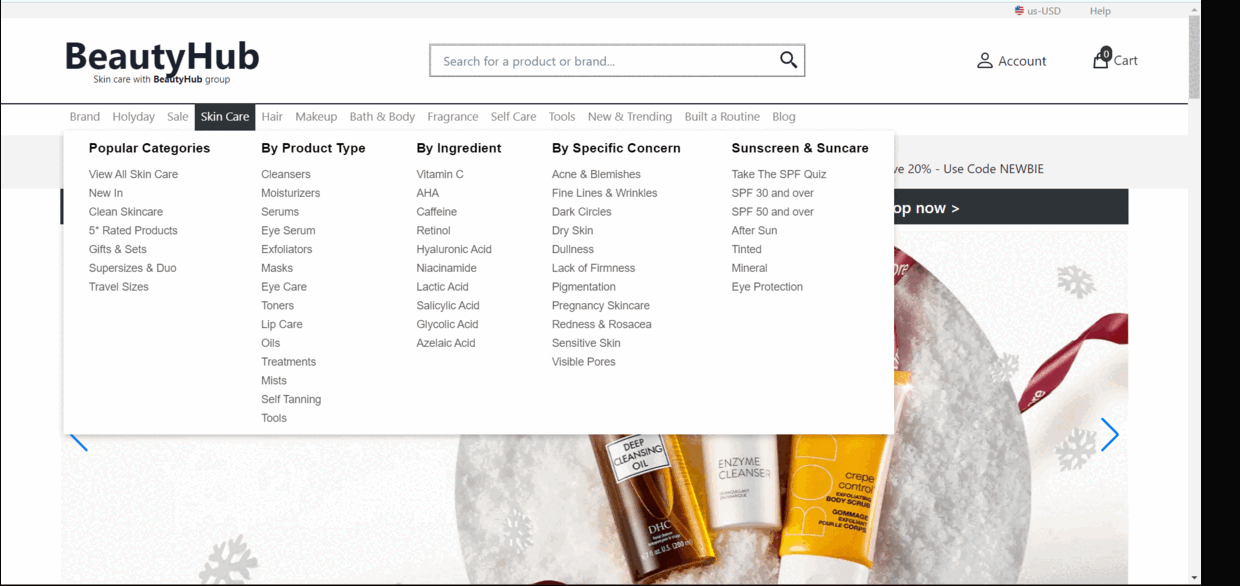 us-USD Help
BeautyHub
Skin care with BeautyHub group
Search for a product or brand...
Account
0
Cart
Brand Holyday Sale Skin Care Hair Makeup Bath & Body Fragrance Self Care Tools New & Trending Built a Routine Blog
Popular Categories
View All Skin Care
New In
Clean Skincare
5* Rated Products
Gifts & Sets
Supersizes & Duo
Travel Sizes
By Product Type
Cleansers
Moisturizers
Serums
Eye Serum
Exfoliators
Masks
Eye Care
Toners
Lip Care
Oils
Treatments
Mists
Self Tanning
Tools
By Ingredient
Vitamin C
AHA
Caffeine
Retinol
Hyaluronic Acid
Niacinamide
Lactic Acid
Salicylic Acid
Glycolic Acid
Azelaic Acid
By Specific Concern
Acne & Blemishes
Fine Lines & Wrinkles
Dark Circles
Dry Skin
Dullness
Lack of Firmness
Pigmentation
Pregnancy Skincare
Redness & Rosacea
Sensitive Skin
Visible Pores
Sunscreen & Suncare
Take The SPF Quiz
SPF 30 and over
SPF 50 and over
After Sun
Tinted
Mineral
Eye Protection
ve 20% - Use Code NEWBIE
op now >
DEEP
CLEANSING
OIL
DHC
ENZYME
CLEANSER
BOD
crepe
control
EXFOLIATING
BODY SCRUB
GOMMAGE
EXFOLIANT
POUR LE CORPS